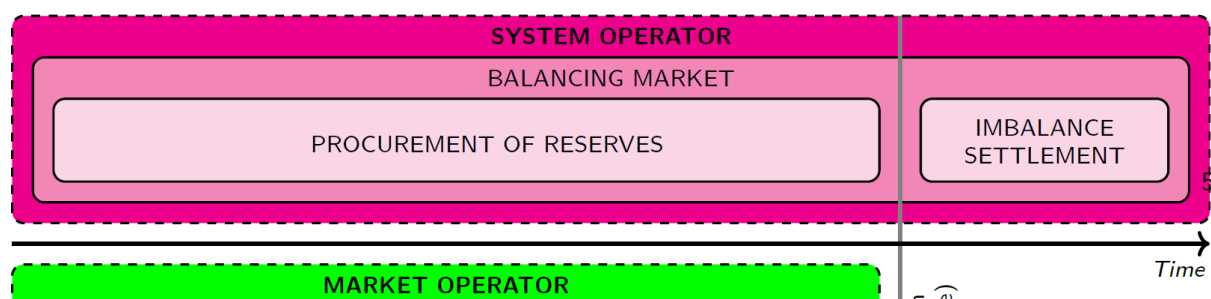 SYSTEM OPERATOR
BALANCING MARKET
PROCUREMENT OF RESERVES
IMBALANCE
SETTLEMENT
Time
MARKET OPERATOR